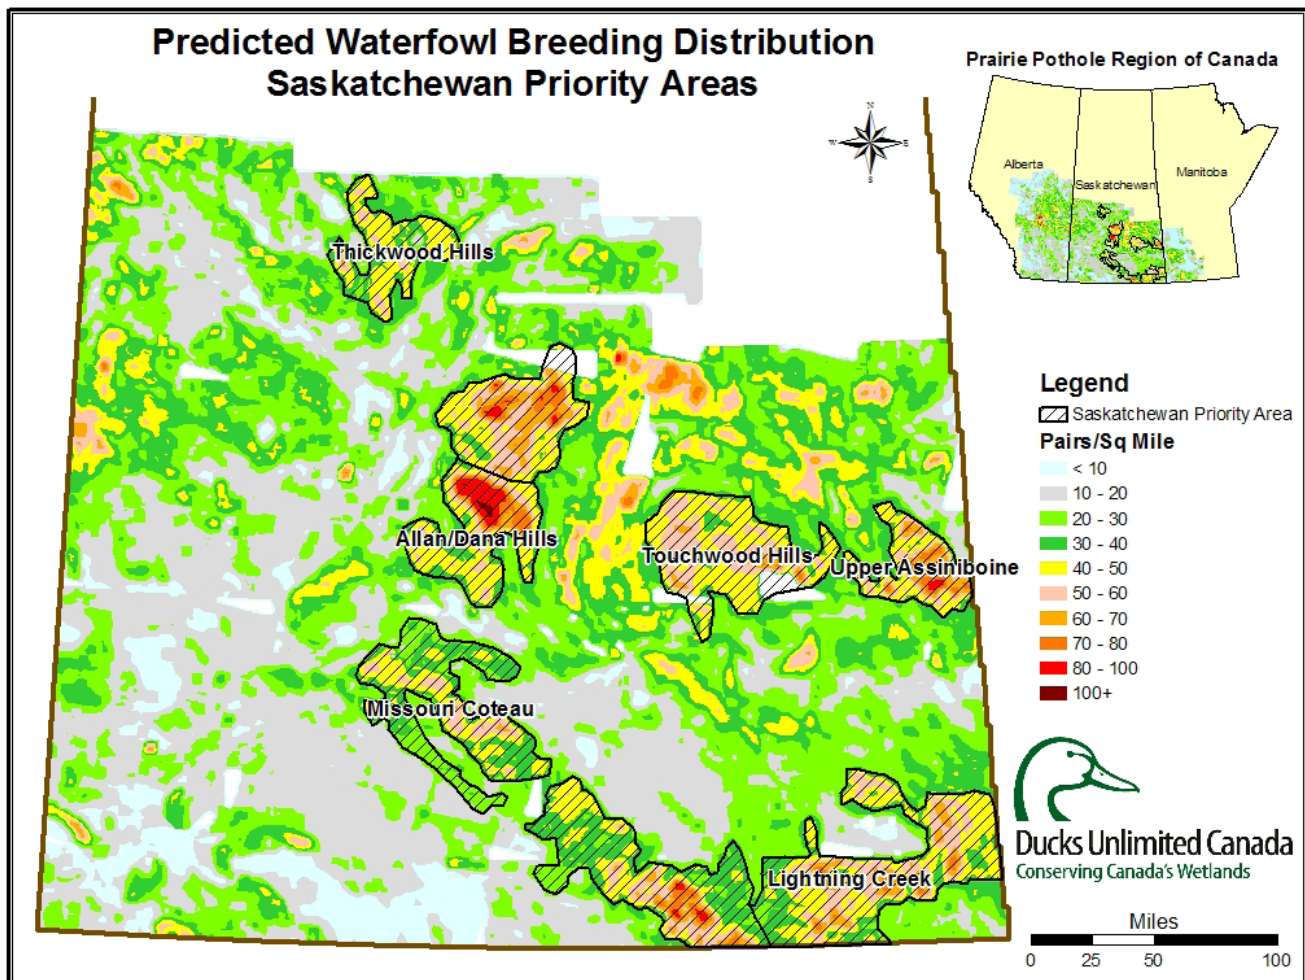 Predicted Waterfowl Breeding Distribution
Saskatchewan Priority Areas
Prairie Pothole Region of Canada
N
W
E
S
Alberta
Saskatchewan
Manitoba
Thickwood Hills
Allan/Dana Hills
Touchwood Hills
Upper Assiniboine
Missouri Coteau
Lightning Creek
Legend
Saskatchewan Priority Area
Pairs/Sq Mile
< 10
10 - 20
20 - 30
30 - 40
40 - 50
50 - 60
60 - 70
70 - 80
80 - 100
100+
Ducks Unlimited Canada
Conserving Canada's Wetlands
Miles
0 25 50 100